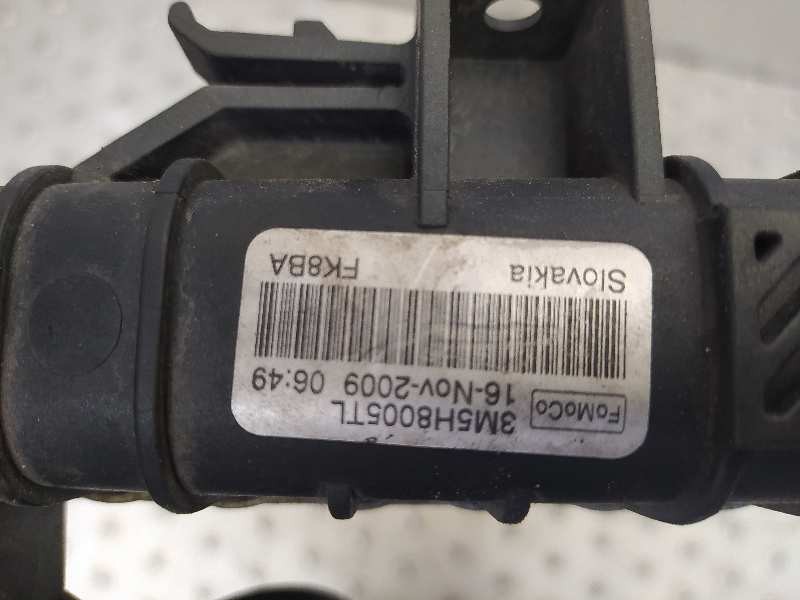 FoMoCo 3M5H8005TL
16-Nov-2009 06:49
Slovakia FK8BA